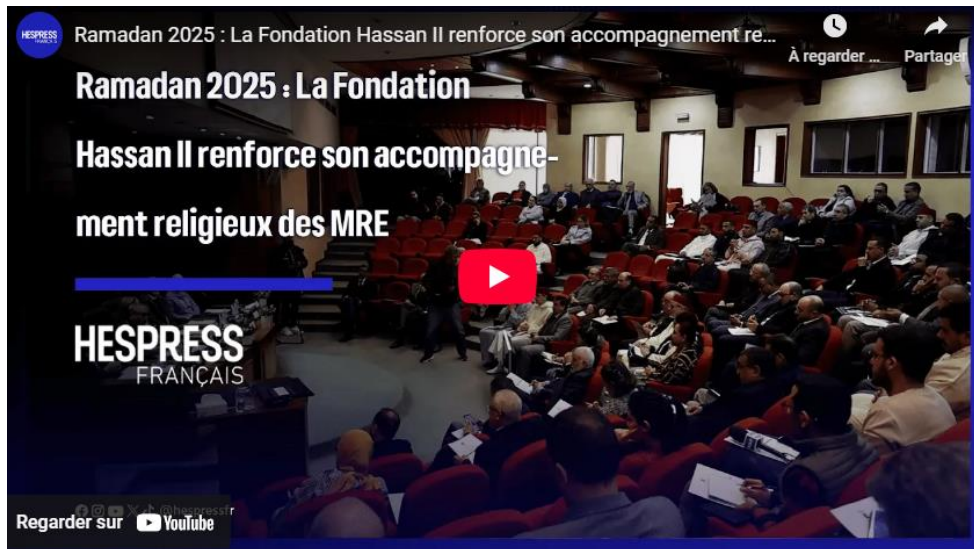 HESPRESS
FRANÇAIS
Ramadan 2025 : La Fondation Hassan II renforce son accompagnement re...
À regarder ...
Partager
Ramadan 2025 : La Fondation
Hassan II renforce son accompagne-
ment religieux des MRE
HESPRESS
FRANÇAIS
@hespressfr
Regarder sur YouTube